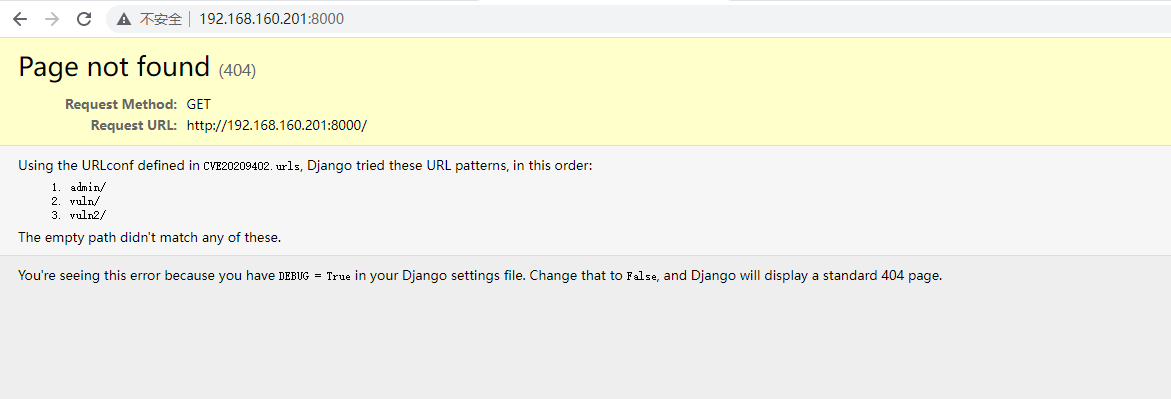 不安全 192.168.160.201:8000
Page not found (404)
Request Method: GET
Request URL: http://192.168.160.201:8000/
Using the URLconf defined in CVE20209402.urls, Django tried these URL patterns, in this order:
1. admin/
2. vuln/
3. vuln2/
The empty path didn't match any of these.
You're seeing this error because you have DEBUG = True in your Django settings file. Change that to False, and Django will display a standard 404 page.